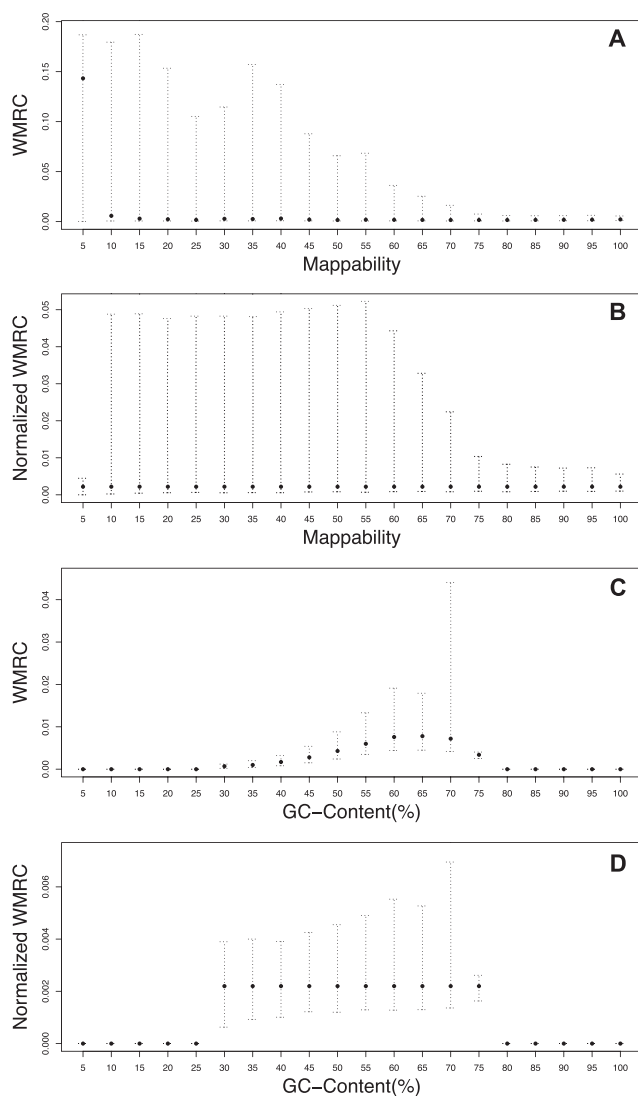 A
WMRC
0.00 0.05 0.10 0.15 0.20
5 10 15 20 25 30 35 40 45 50 55 60 65 70 75 80 85 90 95 100
Mappability
B
Normalized WMRC
0.00 0.01 0.02 0.03 0.04 0.05
5 10 15 20 25 30 35 40 45 50 55 60 65 70 75 80 85 90 95 100
Mappability
C
WMRC
0.00 0.01 0.02 0.03 0.04
5 10 15 20 25 30 35 40 45 50 55 60 65 70 75 80 85 90 95 100
GC−Content(%)
D
Normalized WMRC
0.000 0.002 0.004 0.006
5 10 15 20 25 30 35 40 45 50 55 60 65 70 75 80 85 90 95 100
GC−Content(%)